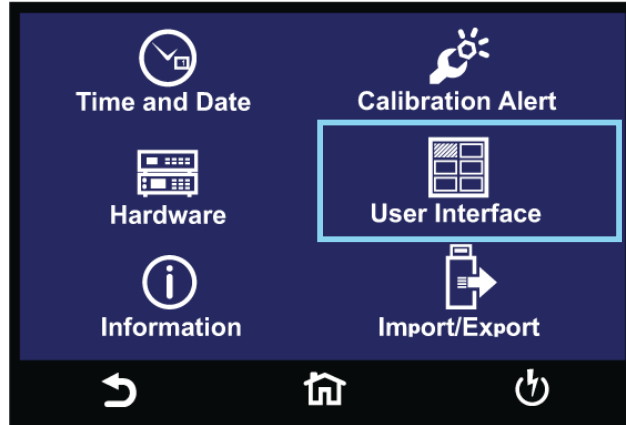 Time and Date
Calibration Alert
Hardware
User Interface
Information
Import/Export